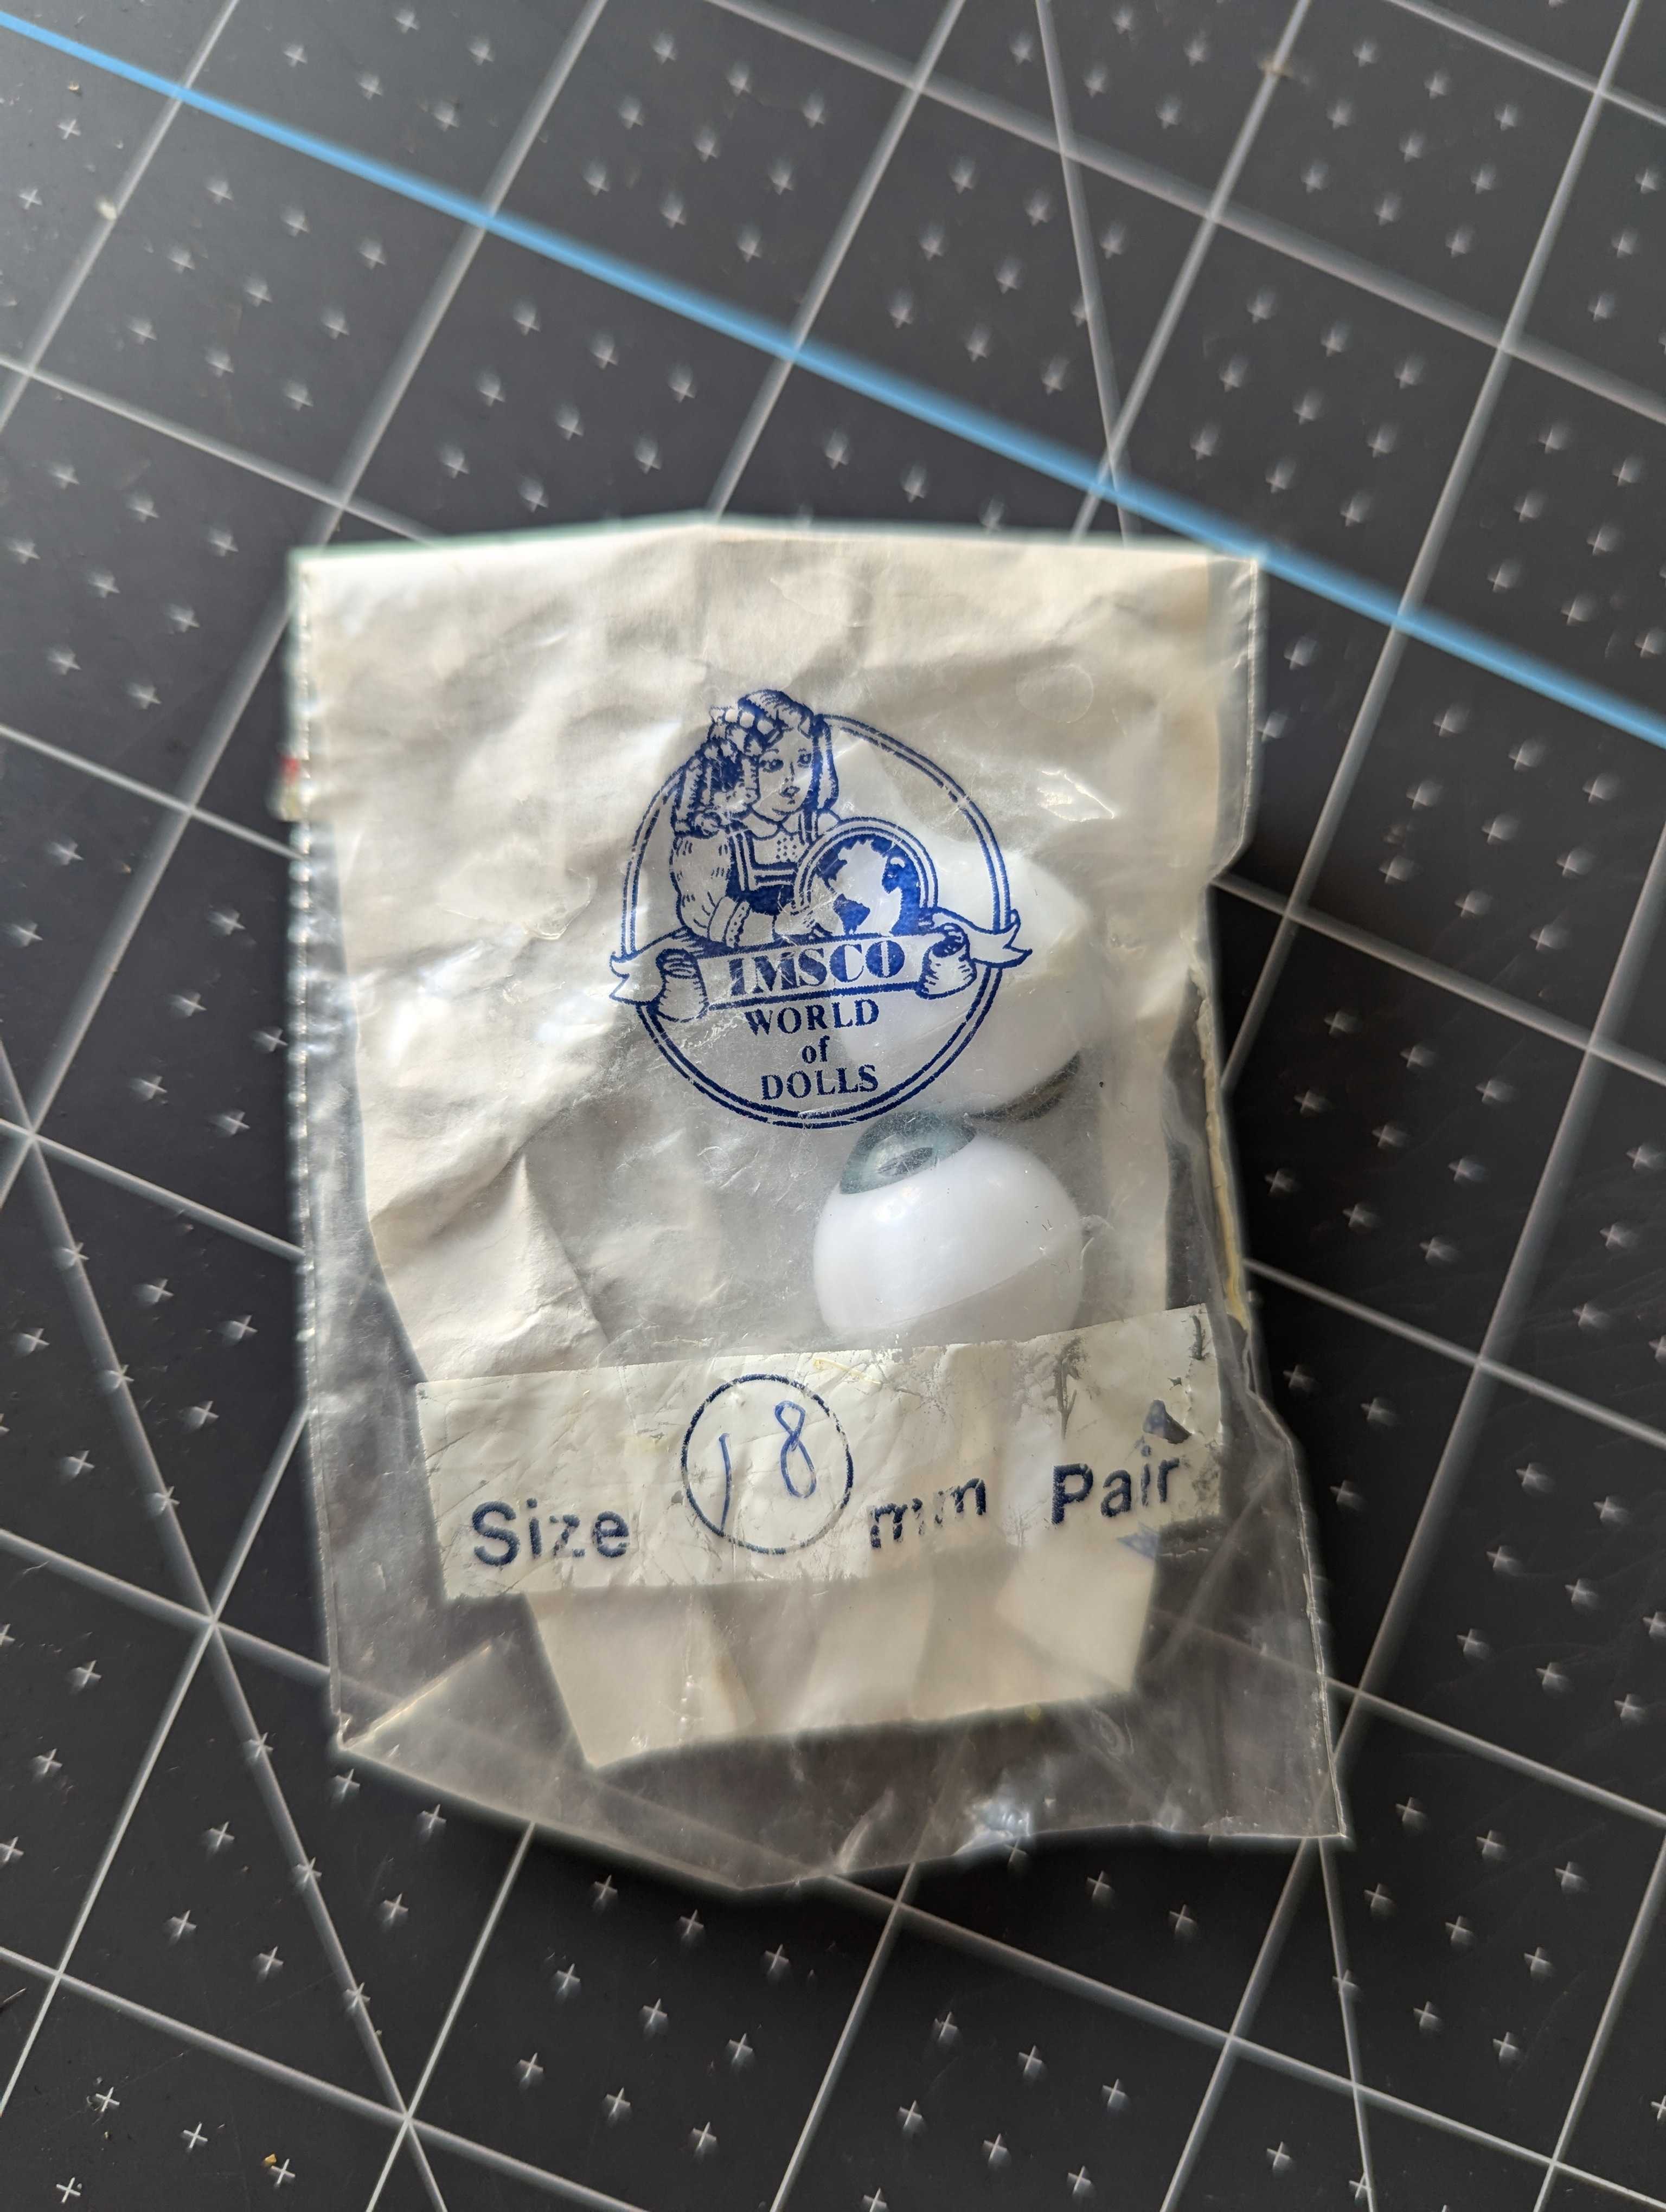 IMSCO
WORLD
of
DOLLS
Size 18 mm Pair